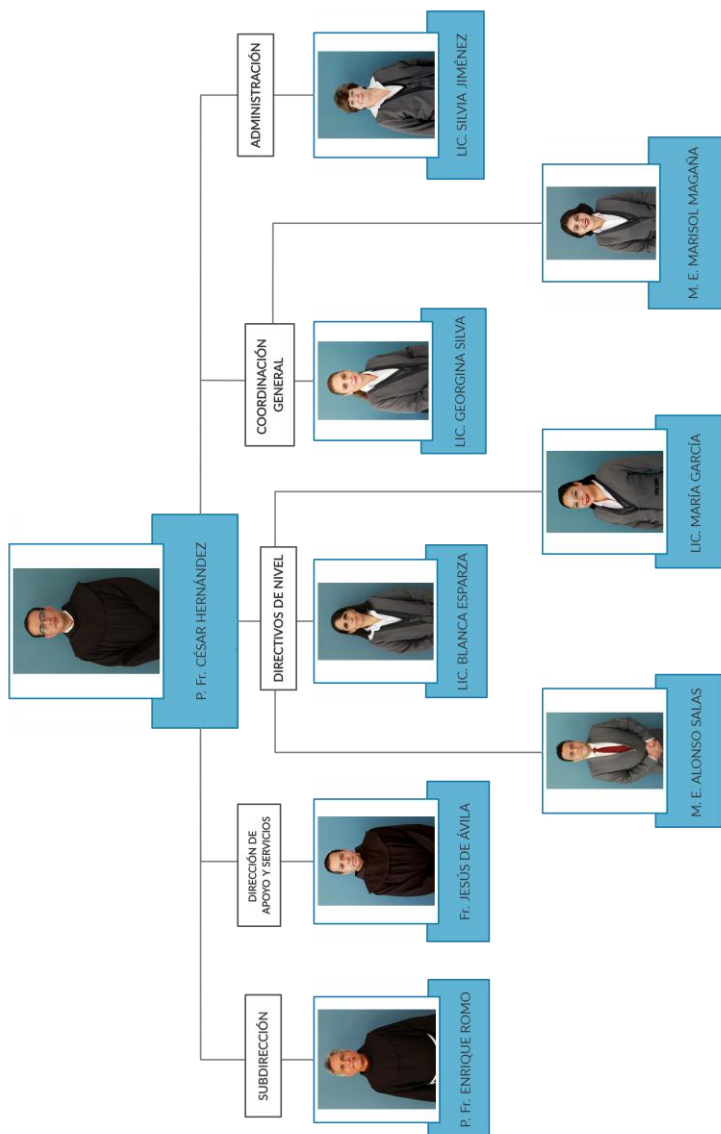 P. Fr. CÉSAR HERNÁNDEZ
SUBDIRECCIÓN
DIRECCIÓN DE
APOYO Y SERVICIOS
DIRECTIVOS DE NIVEL
COORDINACIÓN
GENERAL
ADMINISTRACIÓN
P. Fr. ENRIQUE ROMO
Fr. JESÚS DE ÁVILA
LIC. BLANCA ESPARZA
LIC. GEORGINA SILVA
LIC. SILVIA JIMÉNEZ
M. E. ALONSO SALAS
LIC. MARÍA GARCÍA
M. E. MARISOL MAGAÑA